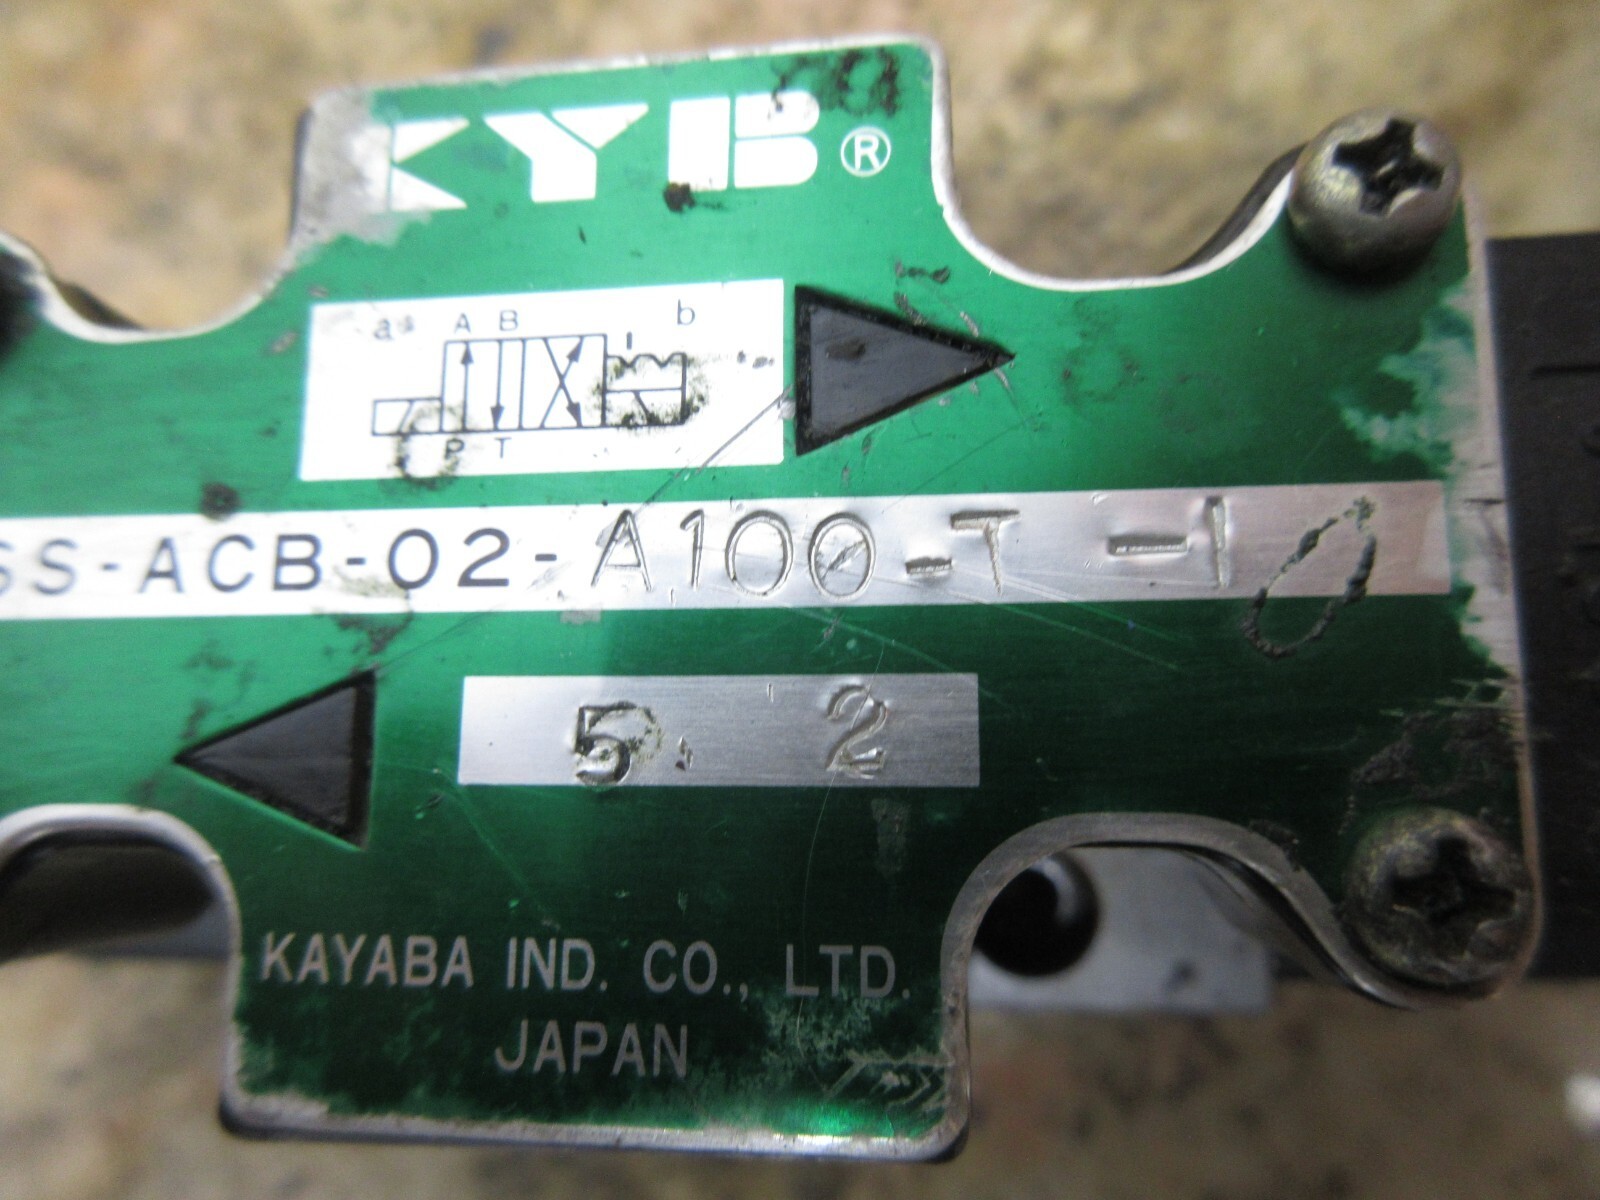 KYB®
a A B b
P T
SS-ACB-02-A100-T-10
5 2
KAYABA IND. CO., LTD.
JAPAN